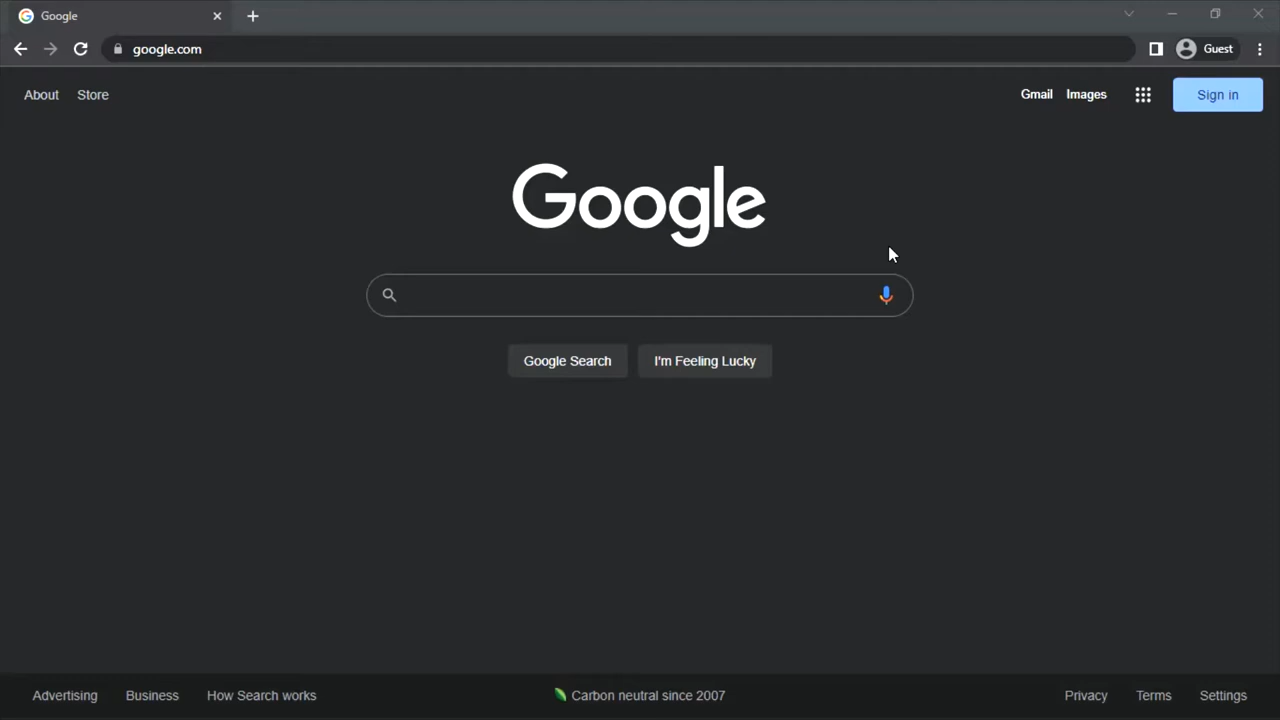 Google
google.com
Guest
About Store
Gmail Images
Sign in
Google
Google Search I'm Feeling Lucky
Advertising Business How Search works
Carbon neutral since 2007
Privacy Terms Settings